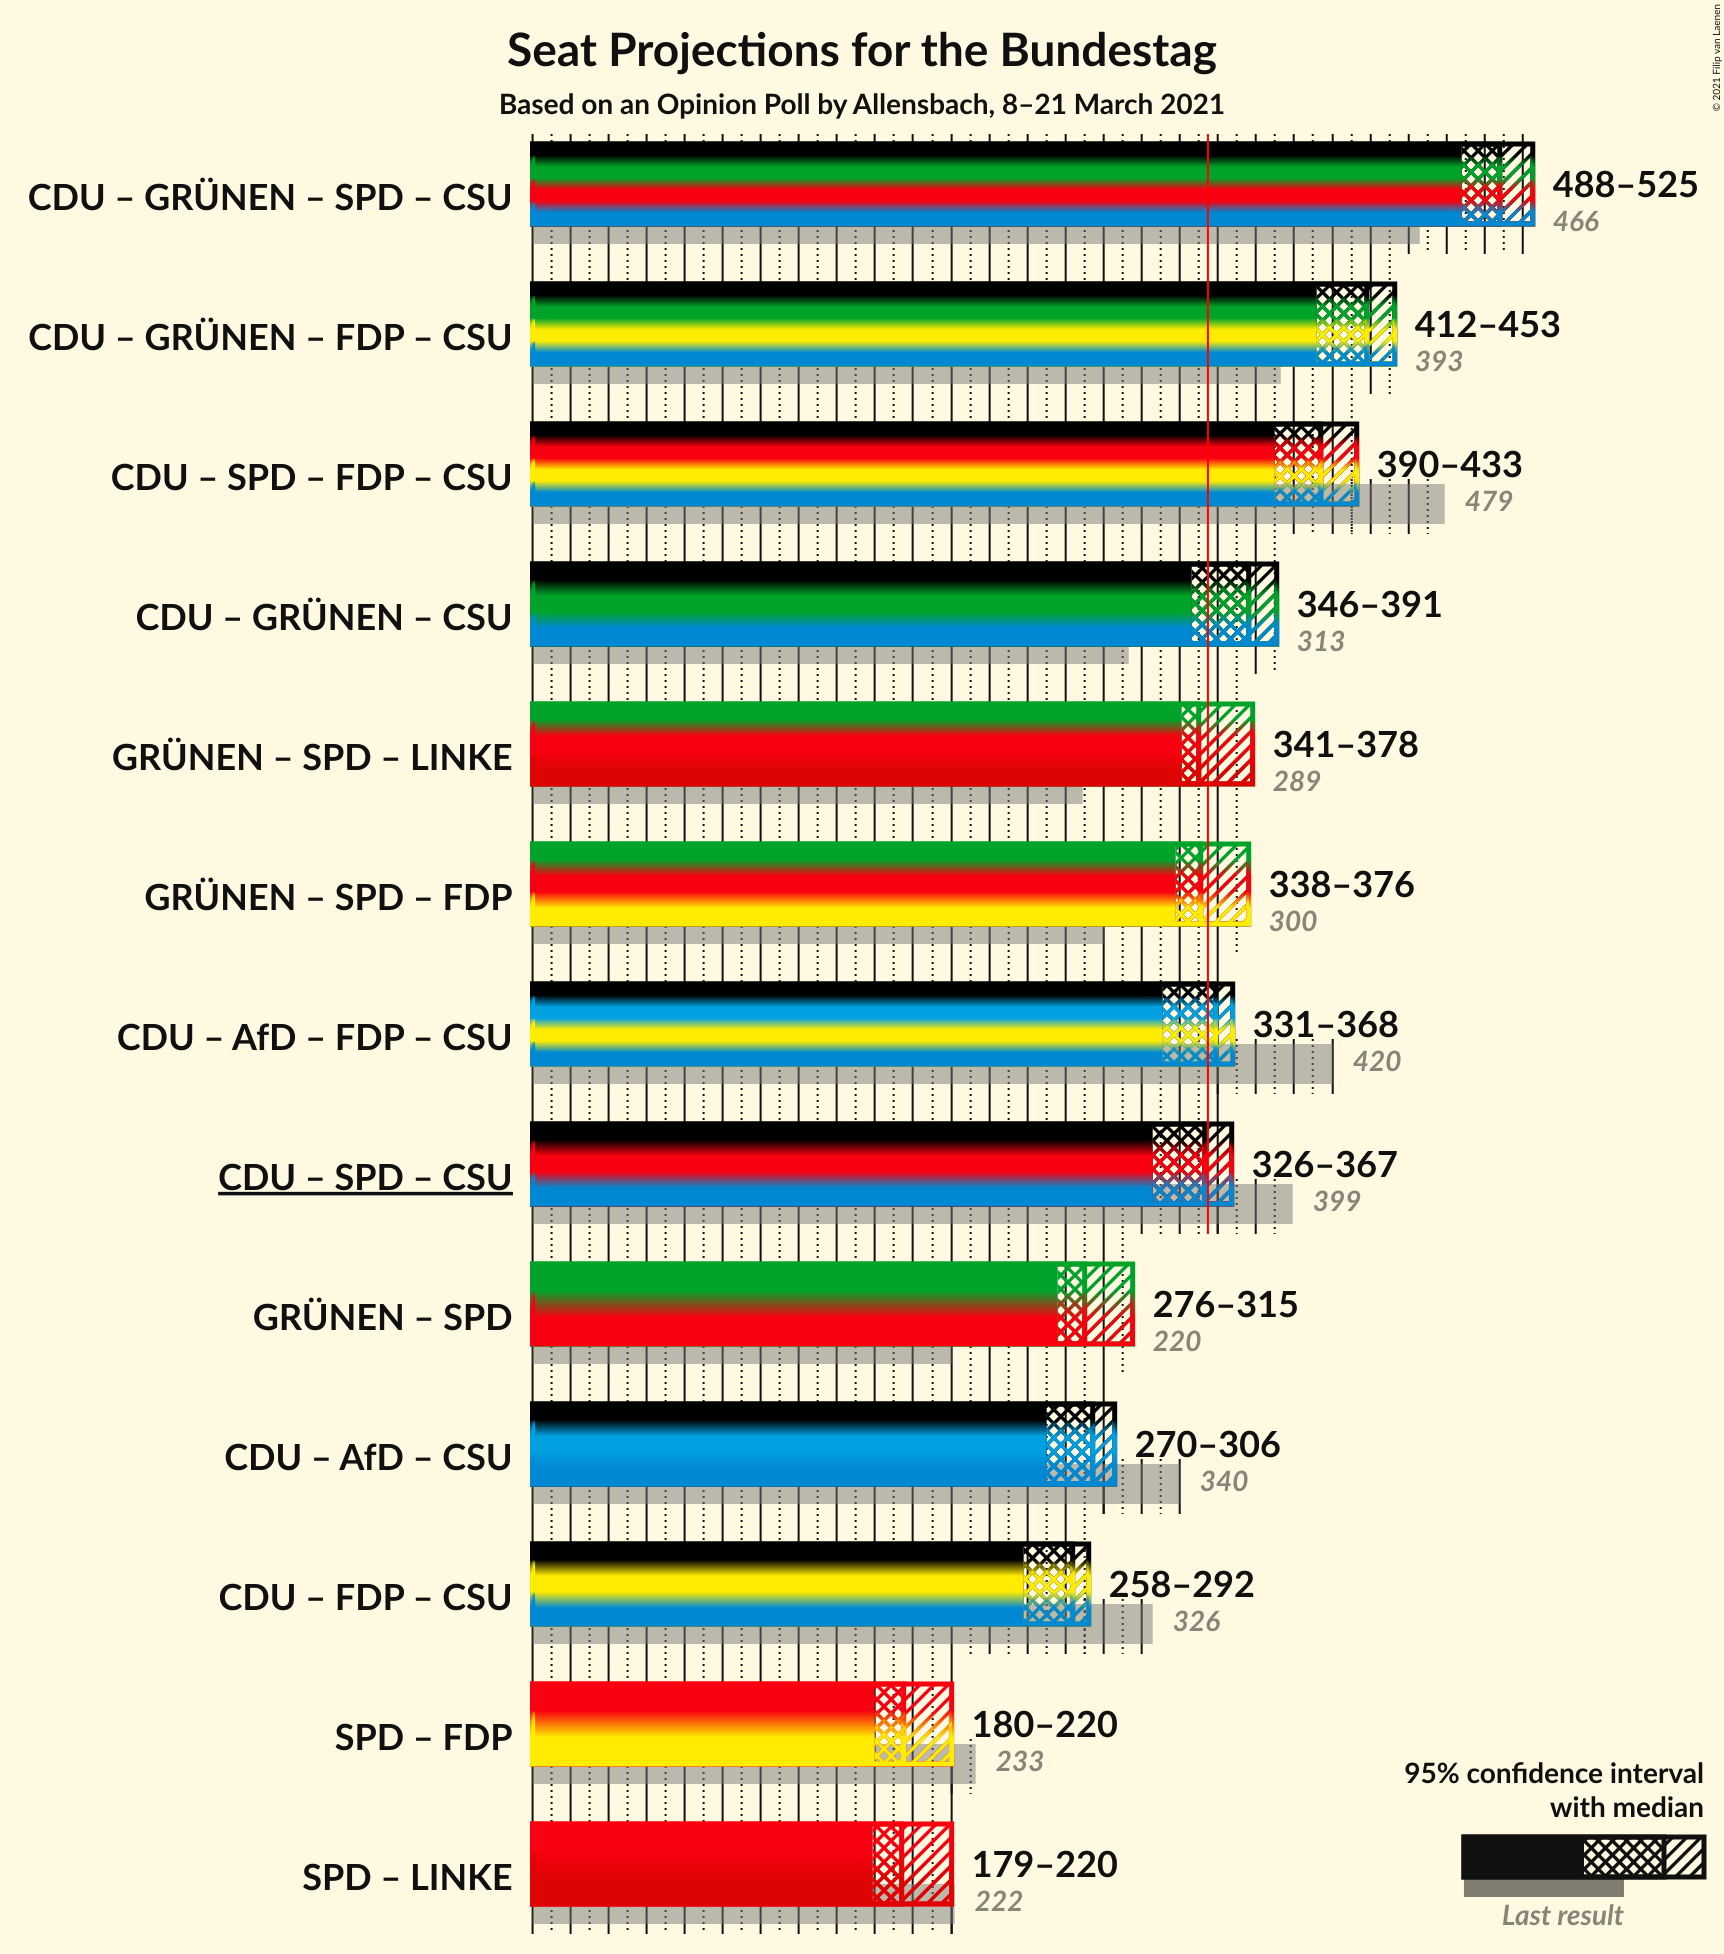 © 2021 Filip van Laenen
Seat Projections for the Bundestag
Based on an Opinion Poll by Allensbach, 8–21 March 2021
CDU – GRÜNEN – SPD – CSU
488–525
466
CDU – GRÜNEN – FDP – CSU
412–453
393
CDU – SPD – FDP – CSU
390–433
479
CDU – GRÜNEN – CSU
346–391
313
GRÜNEN – SPD – LINKE
341–378
289
GRÜNEN – SPD – FDP
338–376
300
CDU – AfD – FDP – CSU
331–368
420
CDU – SPD – CSU
326–367
399
GRÜNEN – SPD
276–315
220
CDU – AfD – CSU
270–306
340
CDU – FDP – CSU
258–292
326
SPD – FDP
180–220
233
SPD – LINKE
179–220
222
95% confidence interval
with median
Last result